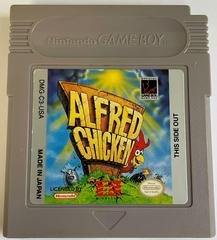 Nintendo GAME BOY
DMG-C3-USA
MADE IN JAPAN
THIS SIDE OUT
ALFRED
CHICKEN
LICENSED BY
Nintendo